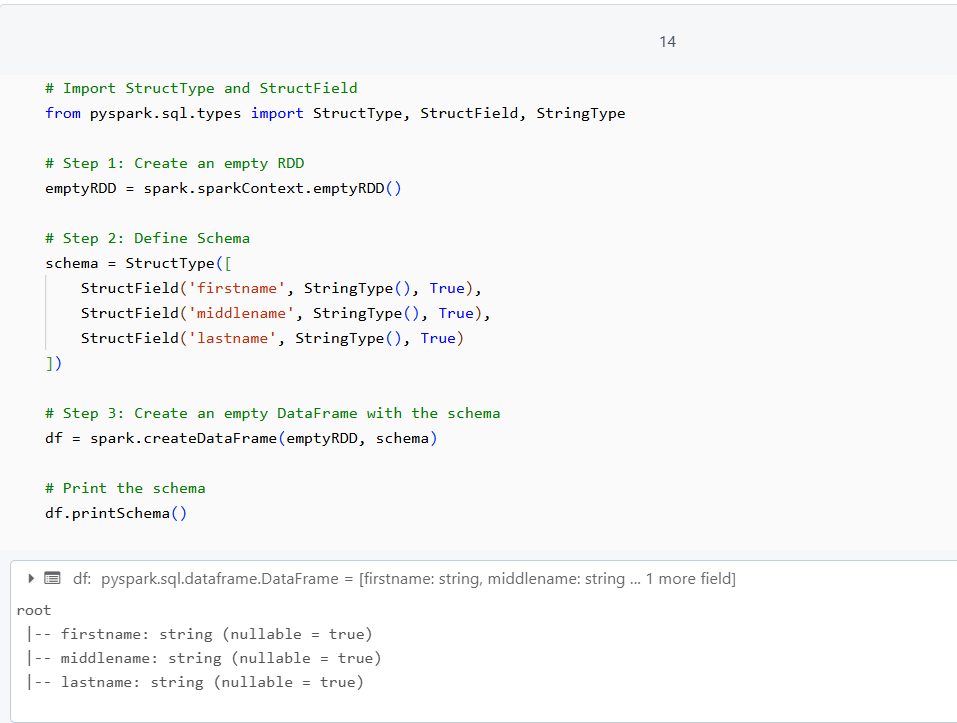 14
# Import StructType and StructField
from pyspark.sql.types import StructType, StructField, StringType
# Step 1: Create an empty RDD
emptyRDD = spark.sparkContext.emptyRDD()
# Step 2: Define Schema
schema = StructType([
    StructField('firstname', StringType(), True),
    StructField('middlename', StringType(), True),
    StructField('lastname', StringType(), True)
])
# Step 3: Create an empty DataFrame with the schema
df = spark.createDataFrame(emptyRDD, schema)
# Print the schema
df.printSchema()
df: pyspark.sql.dataframe.DataFrame = [firstname: string, middlename: string ... 1 more field]
root
 |-- firstname: string (nullable = true)
 |-- middlename: string (nullable = true)
 |-- lastname: string (nullable = true)